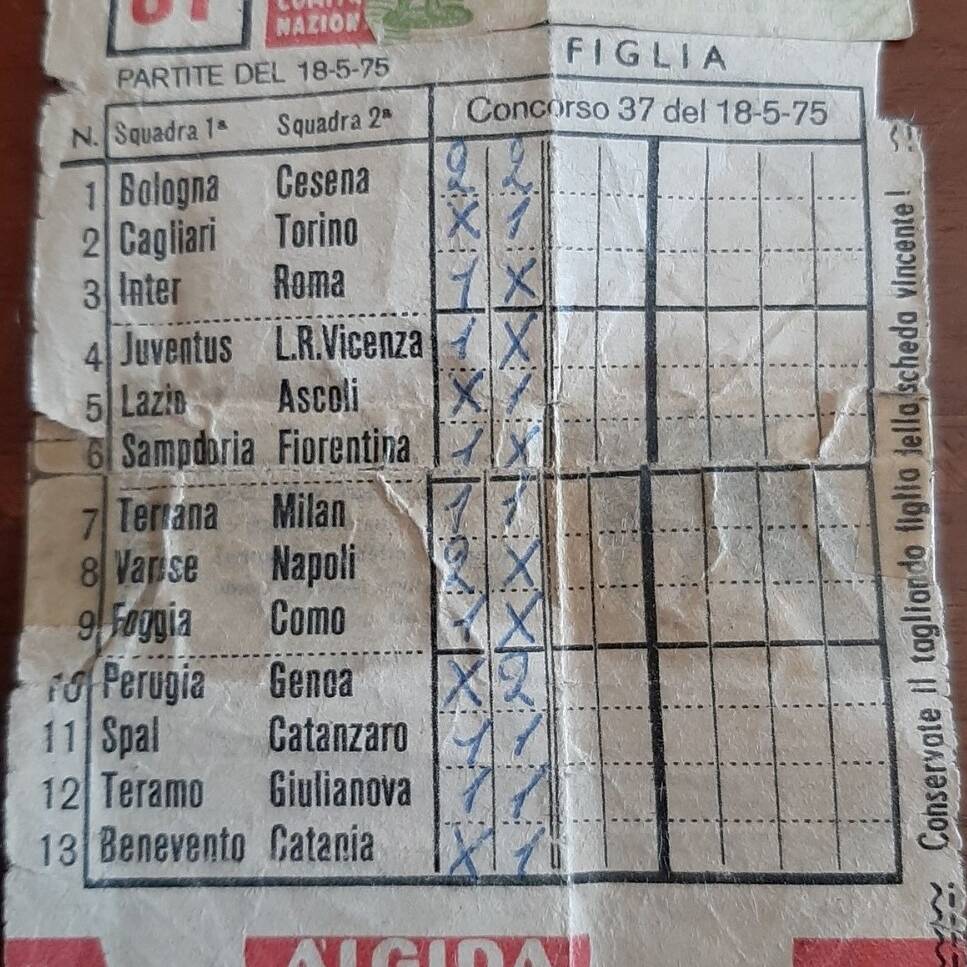 NAZION
FIGLIA
PARTITE DEL 18-5-75
N. Squadra 1ª Squadra 2ª Concorso 37 del 18-5-75
1 Bologna Cesena 2 2
2 Cagliari Torino X 1
3 Inter Roma 1 X
4 Juventus L.R.Vicenza 1 X
5 Lazio Ascoli X 1
6 Sampdoria Fiorentina 1 X
7 Ternana Milan 1 1
8 Varese Napoli 2 X
9 Foggia Como 1 X
10 Perugia Genoa X 2
11 Spal Catanzaro 1 1
12 Teramo Giulianova 1 1
13 Benevento Catania X 1
Conservate il tagliando figlia della scheda vincente!
ALGIDA